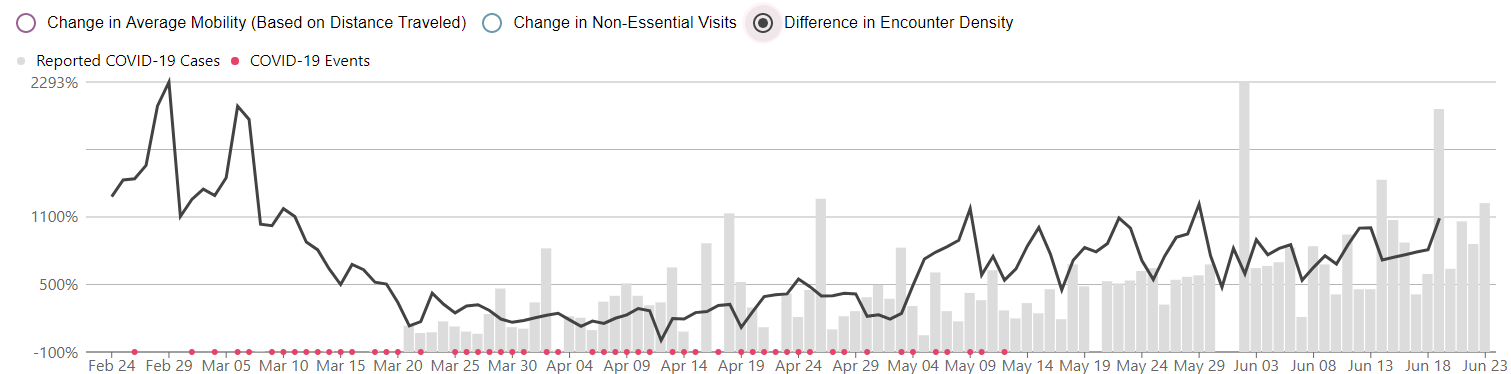 Change in Average Mobility (Based on Distance Traveled) Change in Non-Essential Visits Difference in Encounter Density
Reported COVID-19 Cases COVID-19 Events
2293%
1100%
500%
-100%
Feb 24 Feb 29 Mar 05 Mar 10 Mar 15 Mar 20 Mar 25 Mar 30 Apr 04 Apr 09 Apr 14 Apr 19 Apr 24 Apr 29 May 04 May 09 May 14 May 19 May 24 May 29 Jun 03 Jun 08 Jun 13 Jun 18 Jun 23